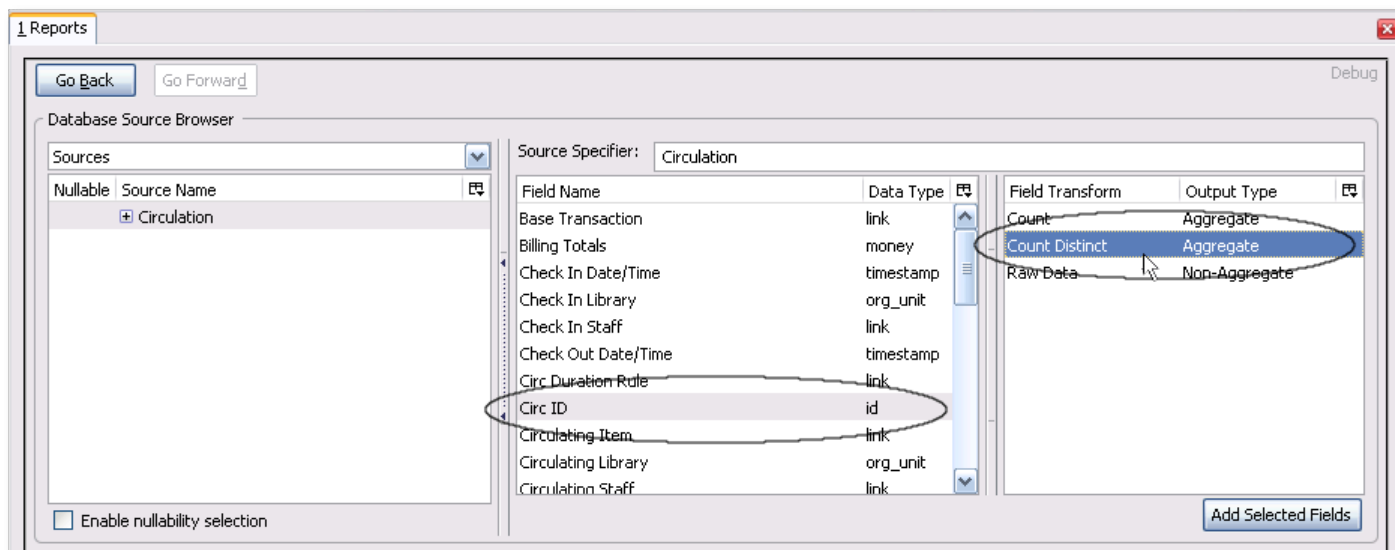 1 Reports
Go Back Go Forward Debug
Database Source Browser
Sources
Nullable Source Name
Circulation
Enable nullability selection
Source Specifier: Circulation
Field Name Data Type
Base Transaction link
Billing Totals money
Check In Date/Time timestamp
Check In Library org_unit
Check In Staff link
Check Out Date/Time timestamp
Circ Duration Rule link
Circ ID id
Circulating Item link
Circulating Library org_unit
Circulating Staff link
Field Transform Output Type
Count Aggregate
Count Distinct Aggregate
Raw Data Non-Aggregate
Add Selected Fields